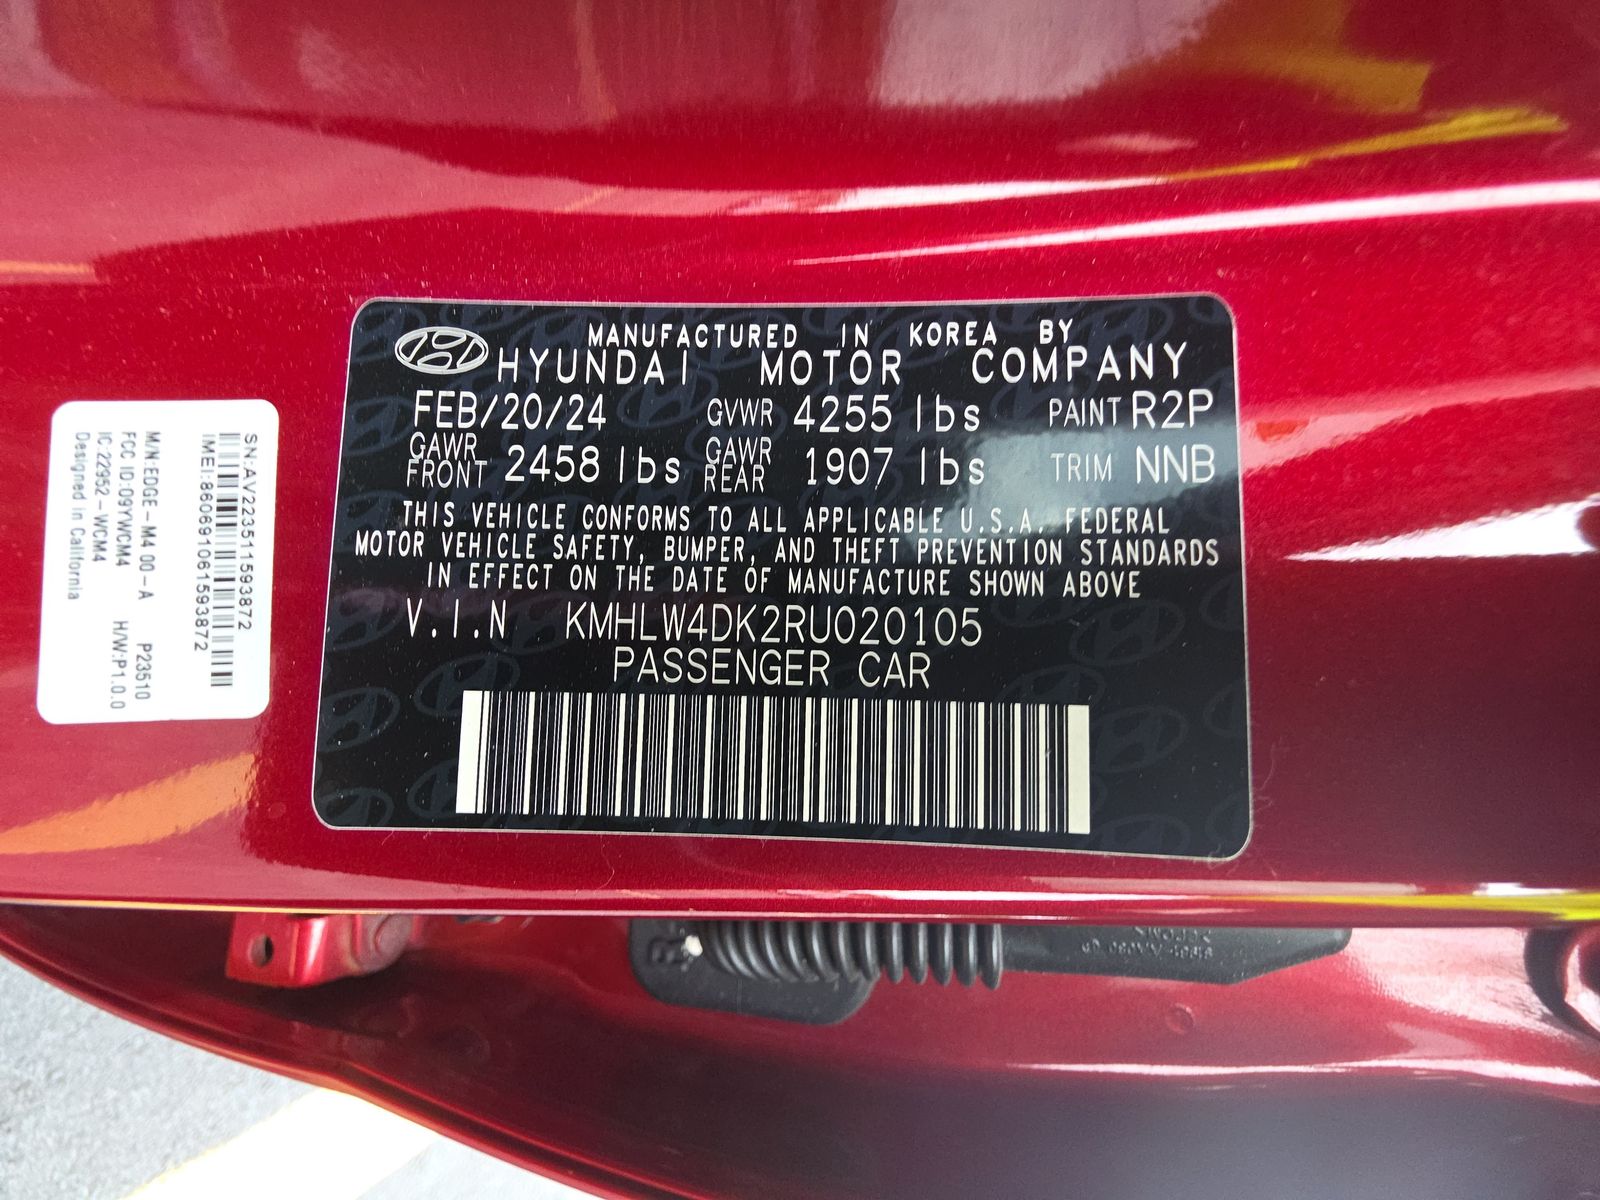 MANUFACTURED IN KOREA BY
HYUNDAI MOTOR COMPANY
FEB/20/24 GVWR 4255 lbs PAINT R2P
GAWR FRONT 2458 lbs GAWR REAR 1907 lbs TRIM NNB
THIS VEHICLE CONFORMS TO ALL APPLICABLE U.S.A. FEDERAL
MOTOR VEHICLE SAFETY, BUMPER, AND THEFT PREVENTION STANDARDS
IN EFFECT ON THE DATE OF MANUFACTURE SHOWN ABOVE
V.I.N KMHLW4DK2RU020105
PASSENGER CAR
SN:AV22351159​3872
IMEI:860691061593872
M/N:EDGE-M4 00-A P23510
FCC ID:09YWCM4 H/W:P1.0.0
IC:22952-WCM4
Designed in California